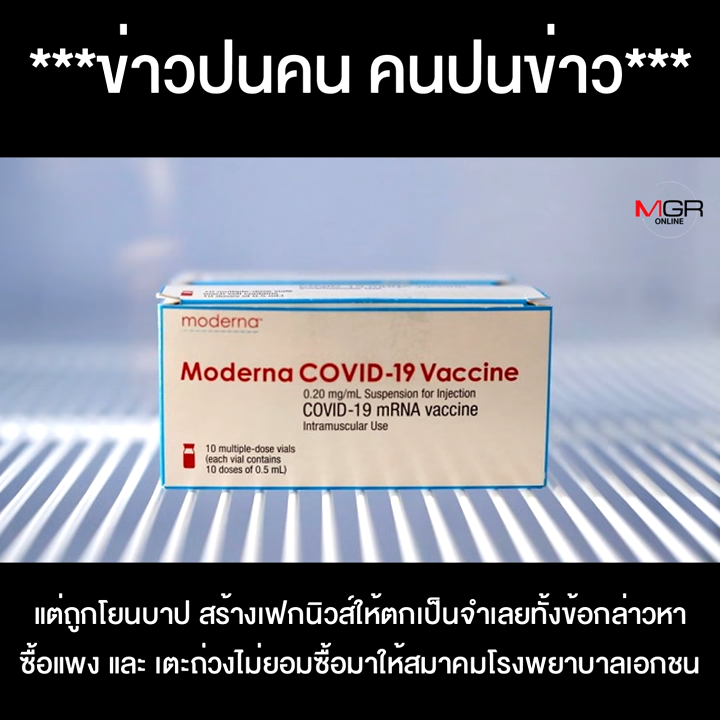 ***ข่าวปนคน คนปนข่าว***
MGR
ONLINE
moderna
Moderna COVID-19 Vaccine
0.20 mg/mL Suspension for Injection
COVID-19 mRNA vaccine
Intramuscular Use
10 multiple-dose vials
(each vial contains
10 doses of 0.5 mL)
แต่ถูกโยนบาป สร้างเฟกนิวส์ให้ตกเป็นจำเลยทั้งข้อกล่าวหา
ซื้อแพง และ เตะถ่วงไม่ยอมซื้อมาให้สมาคมโรงพยาบาลเอกชน